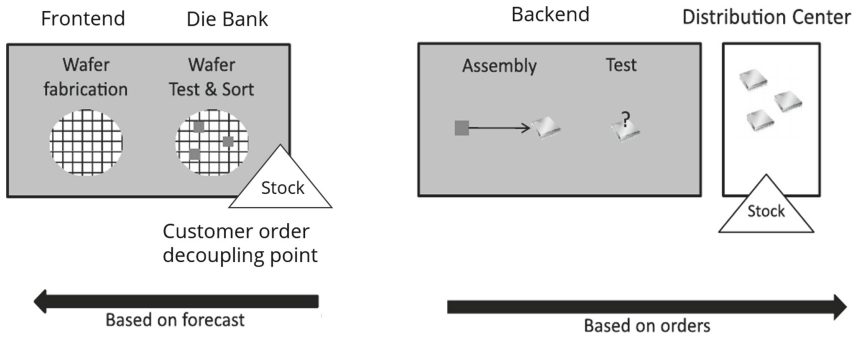 Frontend
Die Bank
Backend
Distribution Center
Wafer
fabrication
Wafer
Test & Sort
Assembly
Test
?
Stock
Stock
Customer order
decoupling point
Based on forecast
Based on orders